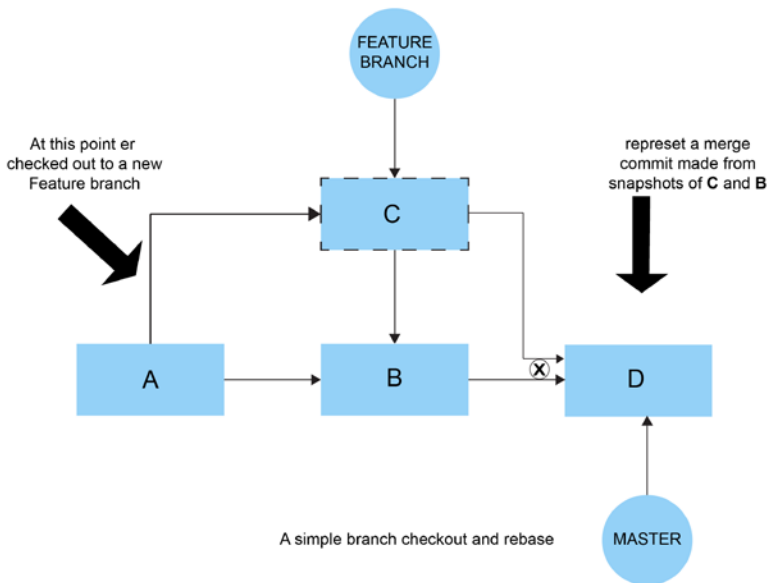 FEATURE
BRANCH
At this point er
checked out to a new
Feature branch
represet a merge
commit made from
snapshots of C and B
C
A
B
X
D
A simple branch checkout and rebase
MASTER